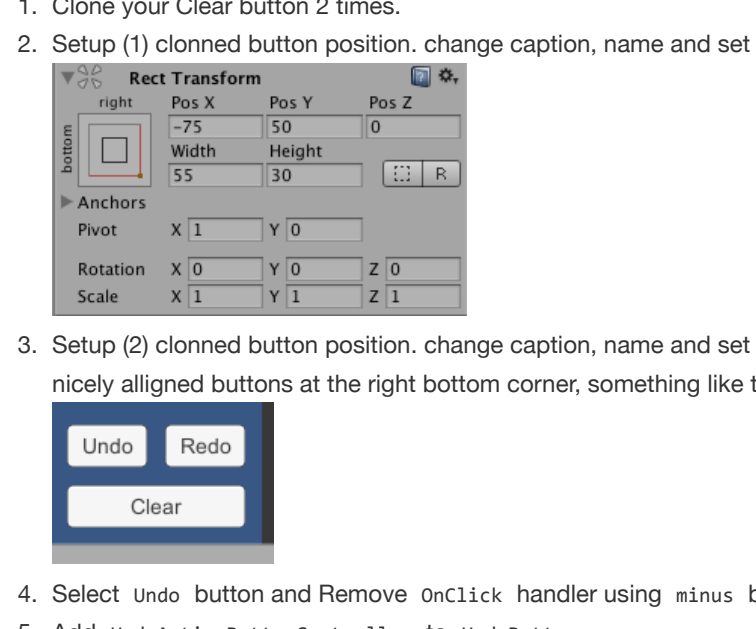 1. Clone your Clear button 2 times.
2. Setup (1) clonned button position. change caption, name and set
Rect Transform
right Pos X Pos Y Pos Z
bottom
-75 50 0
Width Height
55 30
R
Anchors
Pivot X 1 Y 0
Rotation X 0 Y 0 Z 0
Scale X 1 Y 1 Z 1
3. Setup (2) clonned button position. change caption, name and set
nicely alligned buttons at the right bottom corner, something like
Undo Redo
Clear
4. Select Undo button and Remove OnClick handler using minus